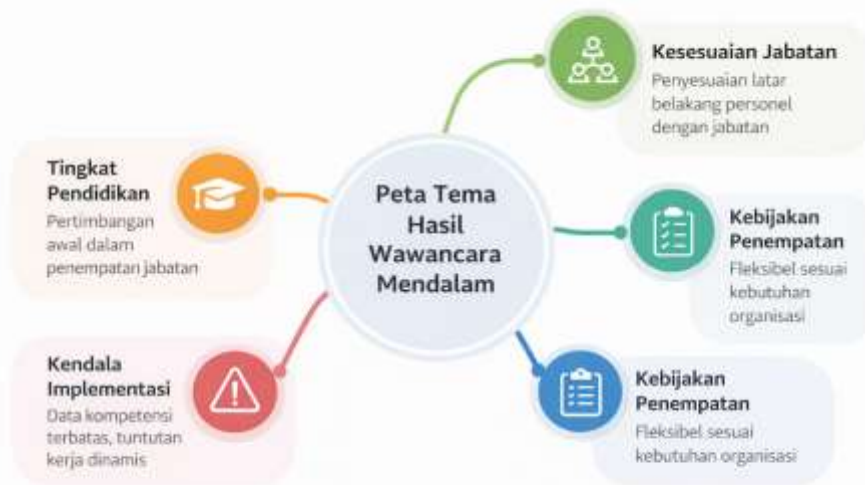 Peta Tema
Hasil
Wawancara
Mendalam
Kesesuaian Jabatan
Penyesuaian latar
belakang personel
dengan jabatan
Tingkat
Pendidikan
Pertimbangan
awal dalam
penempatan jabatan
Kebijakan
Penempatan
Fleksibel sesuai
kebutuhan
organisasi
Kendala
Implementasi
Data kompetensi
terbatas, tuntutan
kerja dinamis
Kebijakan
Penempatan
Fleksibel sesuai
kebutuhan organisasi